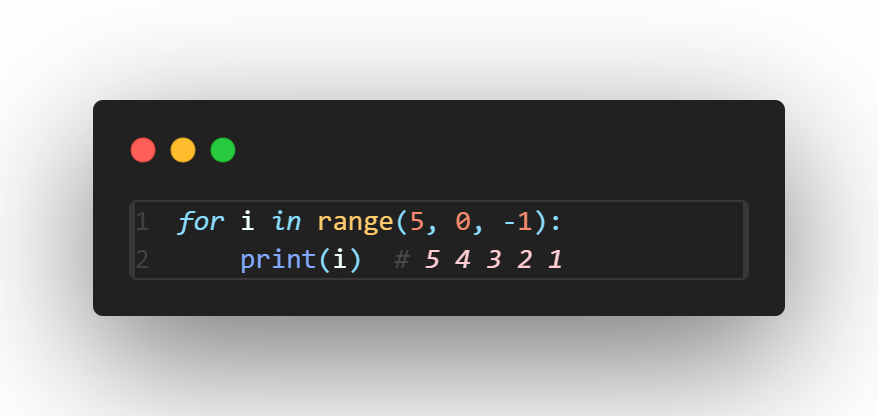 1 for i in range(5, 0, -1):
2     print(i)  # 5 4 3 2 1